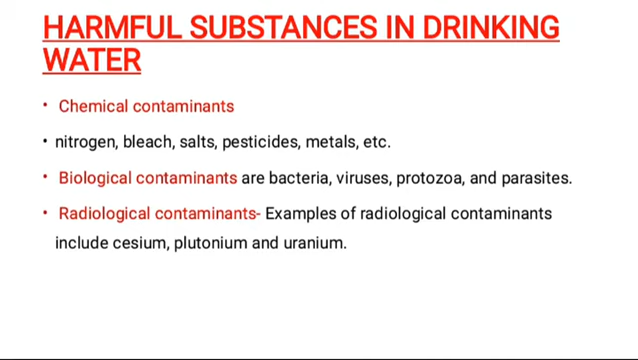 HARMFUL SUBSTANCES IN DRINKING
WATER
• Chemical contaminants
• nitrogen, bleach, salts, pesticides, metals, etc.
• Biological contaminants are bacteria, viruses, protozoa, and parasites.
• Radiological contaminants- Examples of radiological contaminants
include cesium, plutonium and uranium.